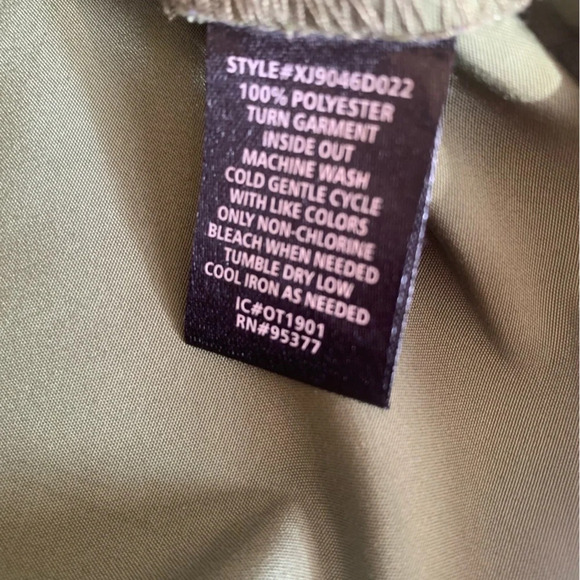 STYLE#XJ9046D022
100% POLYESTER
TURN GARMENT
INSIDE OUT
MACHINE WASH
COLD GENTLE CYCLE
WITH LIKE COLORS
ONLY NON-CHLORINE
BLEACH WHEN NEEDED
TUMBLE DRY LOW
COOL IRON AS NEEDED
IC#OT1901
RN#95377